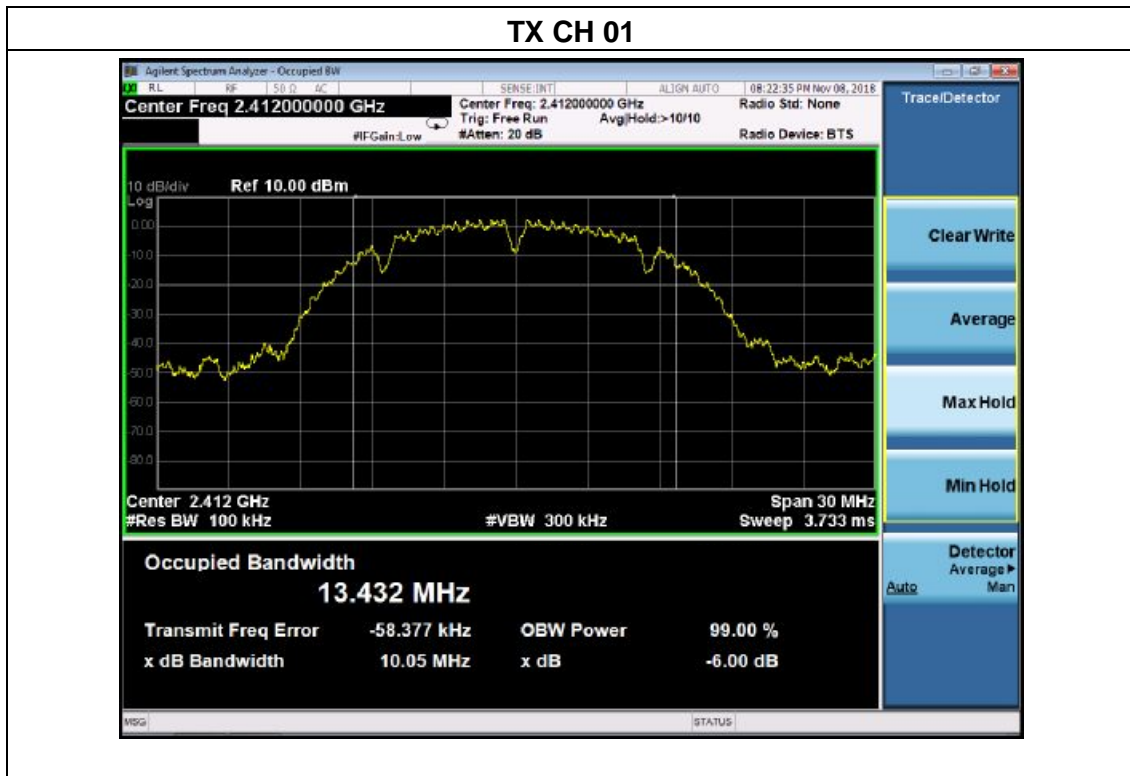 TX CH 01
Agilent Spectrum Analyzer - Occupied BW
RL RF 50 Ω AC SENSE:INT ALIGN AUTO 08:22:35 PM Nov 08, 2018
Center Freq 2.412000000 GHz
Center Freq: 2.412000000 GHz
Radio Std: None
Trig: Free Run Avg|Hold:>10/10
#IFGain:Low
#Atten: 20 dB
Radio Device: BTS
10 dB/div Ref 10.00 dBm
Log
0.00
-10.0
-20.0
-30.0
-40.0
-50.0
-60.0
-70.0
-80.0
Center 2.412 GHz
Span 30 MHz
#Res BW 100 kHz
#VBW 300 kHz
Sweep 3.733 ms
Occupied Bandwidth
13.432 MHz
Transmit Freq Error -58.377 kHz OBW Power 99.00 %
x dB Bandwidth 10.05 MHz x dB -6.00 dB
MSG
STATUS
Trace/Detector
Clear Write
Average
Max Hold
Min Hold
Detector
Average
Auto Man